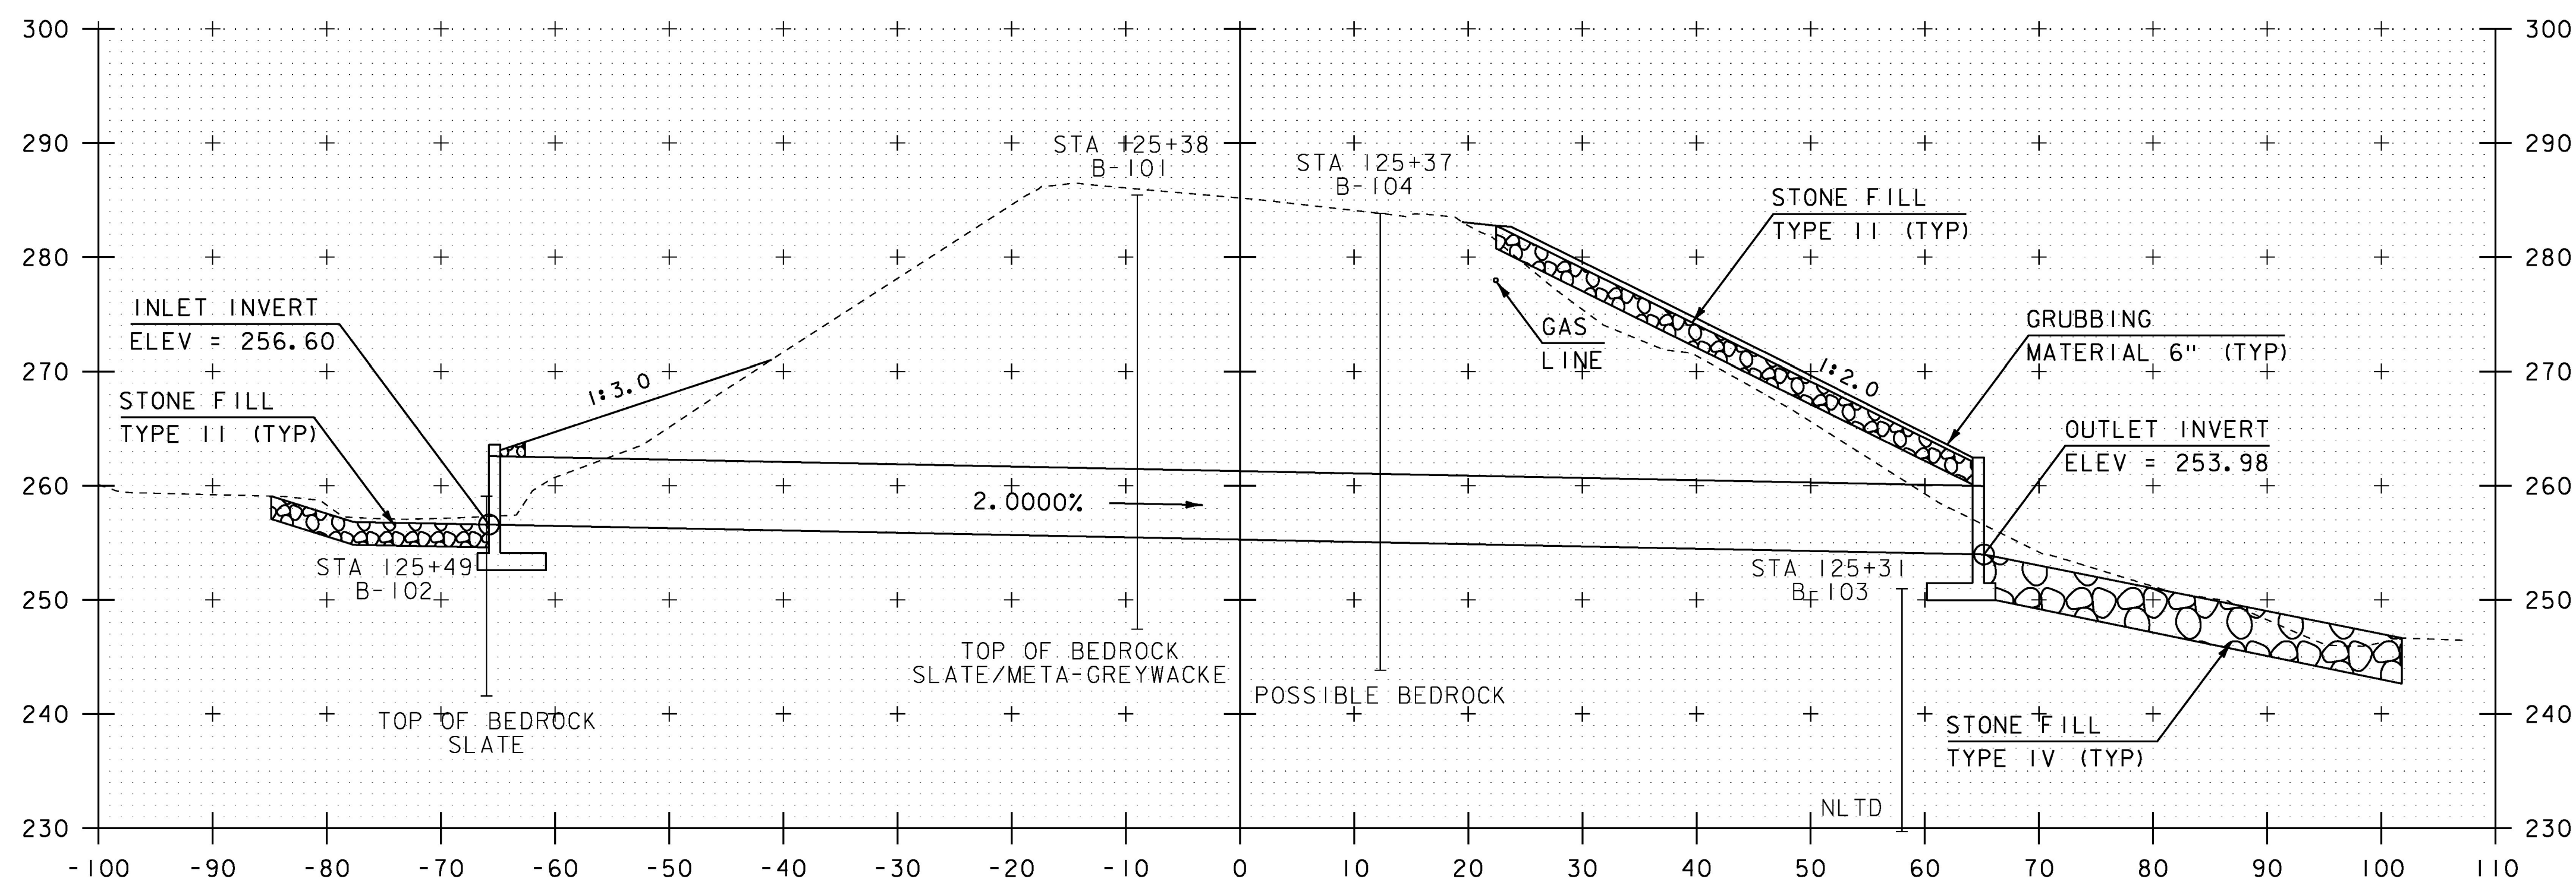 300
300
290
290
280
280
270
270
260
260
250
250
240
240
230
230
STA 125+38
B-101
STA 125+37
B-104
STONE FILL
TYPE II (TYP)
INLET INVERT
ELEV = 256.60
GAS
LINE
GRUBBING
MATERIAL 6" (TYP)
1:3.0
1:2.0
STONE FILL
TYPE II (TYP)
OUTLET INVERT
ELEV = 253.98
2.0000%
STA 125+49
B-102
STA 125+31
B-103
TOP OF BEDROCK
SLATE/META-GREYWACKE
POSSIBLE BEDROCK
TOP OF BEDROCK
SLATE
STONE FILL
TYPE IV (TYP)
NLTD
-100 -90 -80 -70 -60 -50 -40 -30 -20 -10 0 10 20 30 40 50 60 70 80 90 100 110